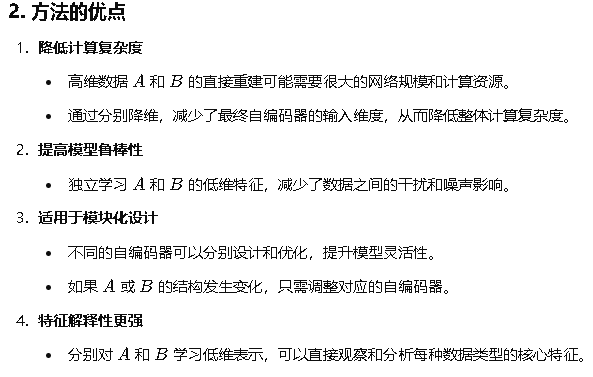 2. 方法的优点
1. 降低计算复杂度
• 高维数据 A 和 B 的直接重建可能需要很大的网络规模和计算资源。
• 通过分别降维，减少了最终自编码器的输入维度，从而降低整体计算复杂度。
2. 提高模型鲁棒性
• 独立学习 A 和 B 的低维特征，减少了数据之间的干扰和噪声影响。
3. 适用于模块化设计
• 不同的自编码器可以分别设计和优化，提升模型灵活性。
• 如果 A 或 B 的结构发生变化，只需调整对应的自编码器。
4. 特征解释性更强
• 分别对 A 和 B 学习低维表示，可以直接观察和分析每种数据类型的核心特征。